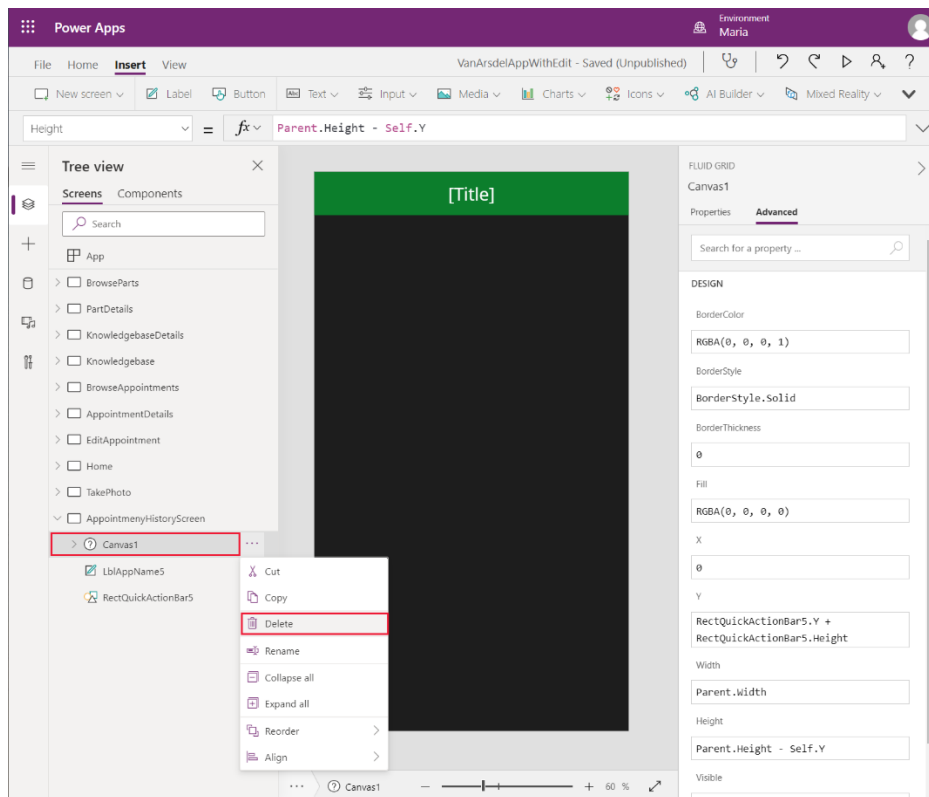 Power Apps
Environment
Maria
File Home Insert View
VanArsdelAppWithEdit - Saved (Unpublished)
?
New screen Label Button Text Input Media Charts Icons AI Builder Mixed Reality
Height
= fx Parent.Height - Self.Y
Tree view
Screens Components
Search
App
BrowseParts
PartDetails
KnowledgebaseDetails
Knowledgebase
BrowseAppointments
AppointmentDetails
EditAppointment
Home
TakePhoto
AppointmenyHistoryScreen
Canvas1
LblAppName5
RectQuickActionBar5
Cut
Copy
Delete
Rename
Collapse all
Expand all
Reorder
Align
[Title]
Canvas1
60 %
FLUID GRID
Canvas1
Properties Advanced
Search for a property ...
DESIGN
BorderColor
RGBA(0, 0, 0, 1)
BorderStyle
BorderStyle.Solid
BorderThickness
0
Fill
RGBA(0, 0, 0, 0)
X
0
Y
RectQuickActionBar5.Y +
RectQuickActionBar5.Height
Width
Parent.Width
Height
Parent.Height - Self.Y
Visible